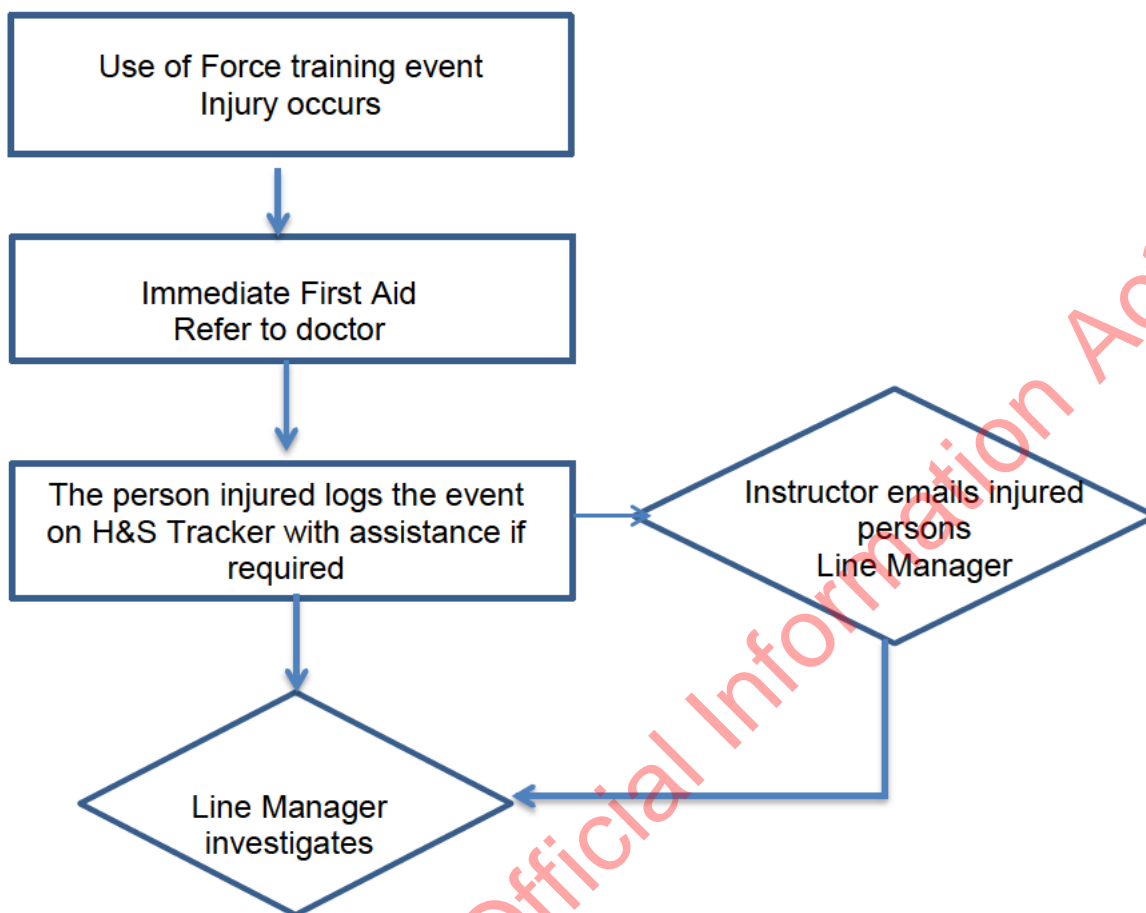 Use of Force training event
Injury occurs
Immediate First Aid
Refer to doctor
The person injured logs the event
on H&S Tracker with assistance if
required
Instructor emails injured
persons
Line Manager
Line Manager
investigates
Official Information Act